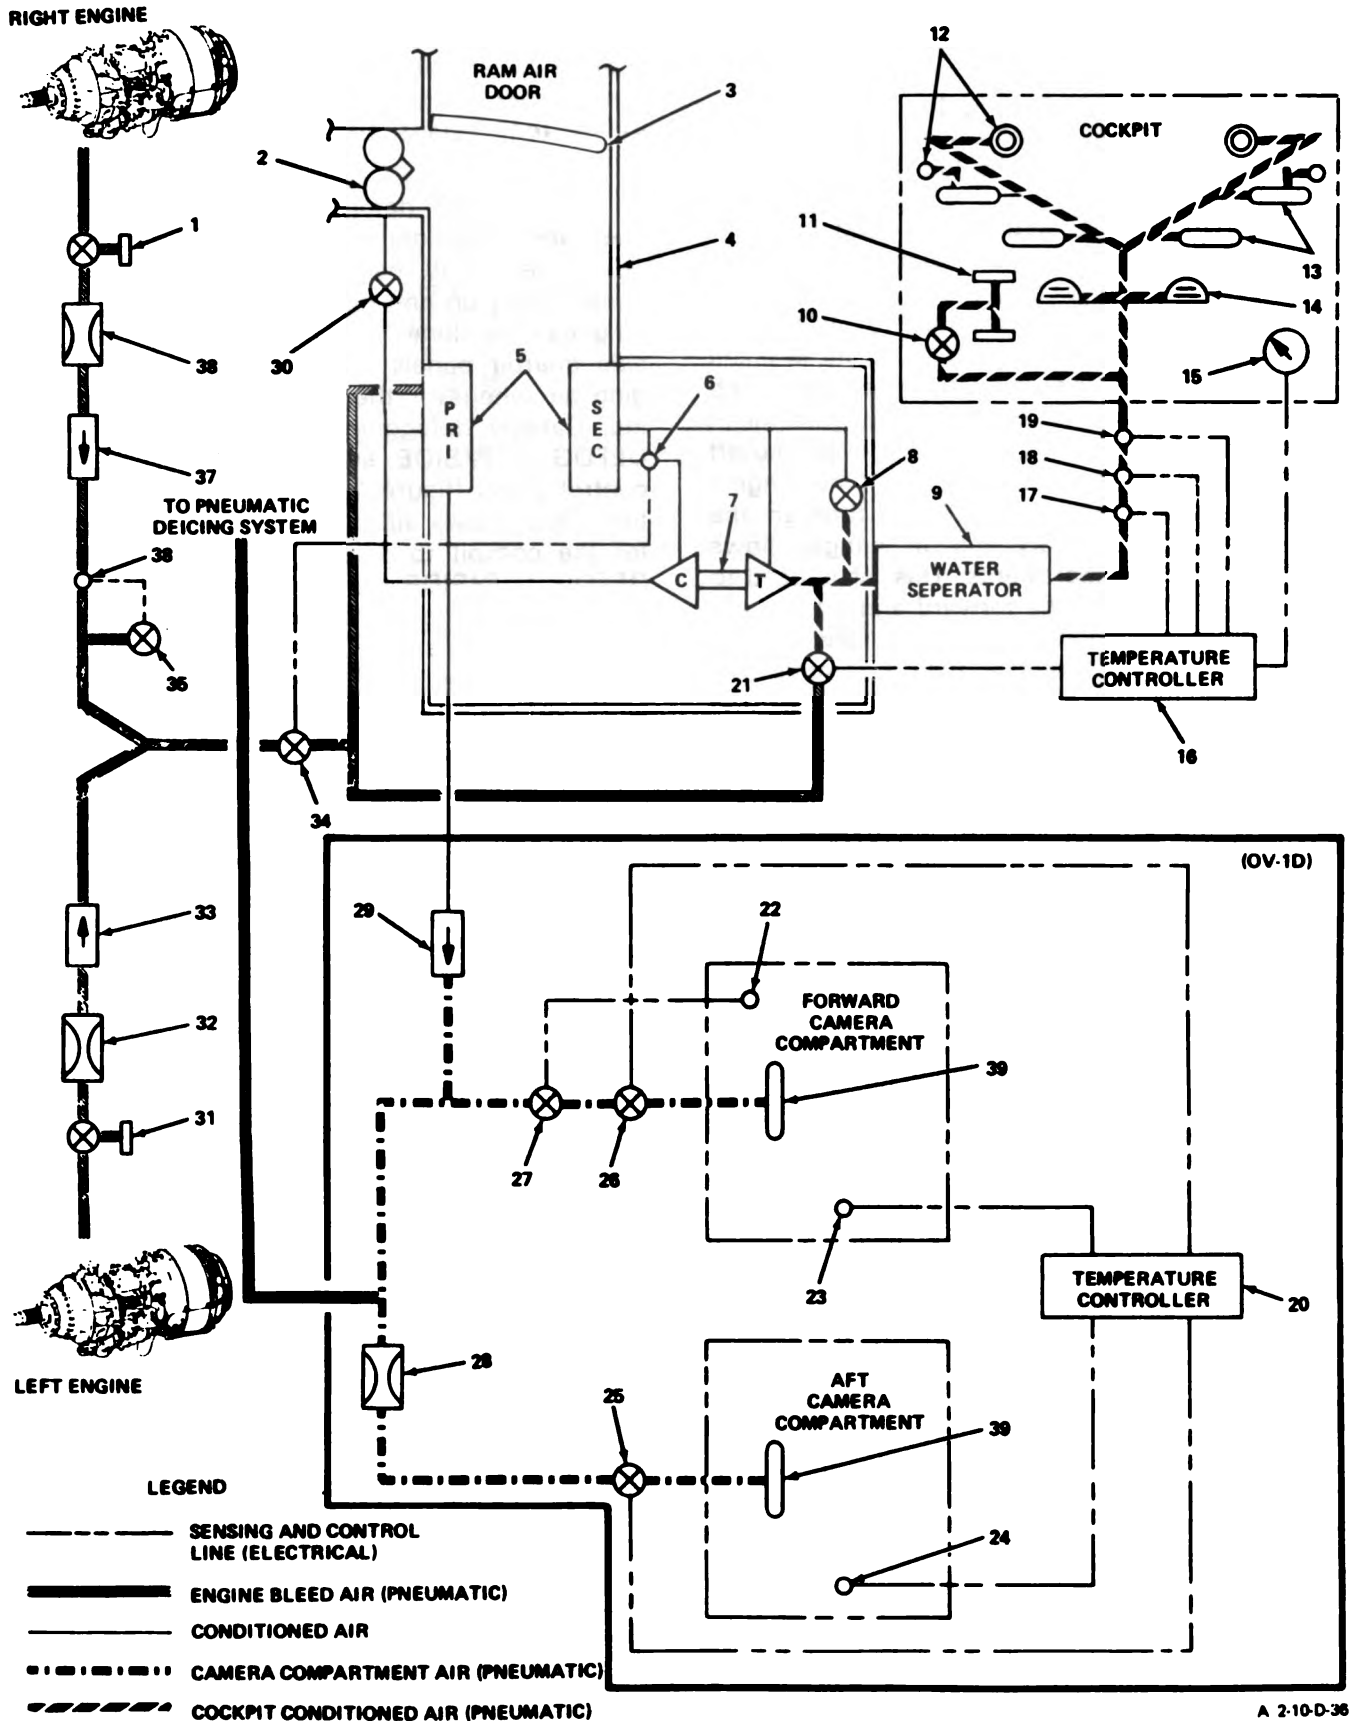 RIGHT ENGINE
RAM AIR
DOOR
COCKPIT
1
2
3
4
5
6
7
8
9
10
11
12
13
14
15
16
17
18
19
PRI
SEC
C
T
WATER
SEPERATOR
TEMPERATURE
CONTROLLER
21
30
38
37
TO PNEUMATIC
DEICING SYSTEM
38
35
34
33
32
31
LEFT ENGINE
(OV-1D)
29
22
FORWARD
CAMERA
COMPARTMENT
39
27
26
23
TEMPERATURE
CONTROLLER
20
28
25
AFT
CAMERA
COMPARTMENT
39
24
LEGEND
SENSING AND CONTROL
LINE (ELECTRICAL)
ENGINE BLEED AIR (PNEUMATIC)
CONDITIONED AIR
CAMERA COMPARTMENT AIR (PNEUMATIC)
COCKPIT CONDITIONED AIR (PNEUMATIC)
A 2-10-D-36